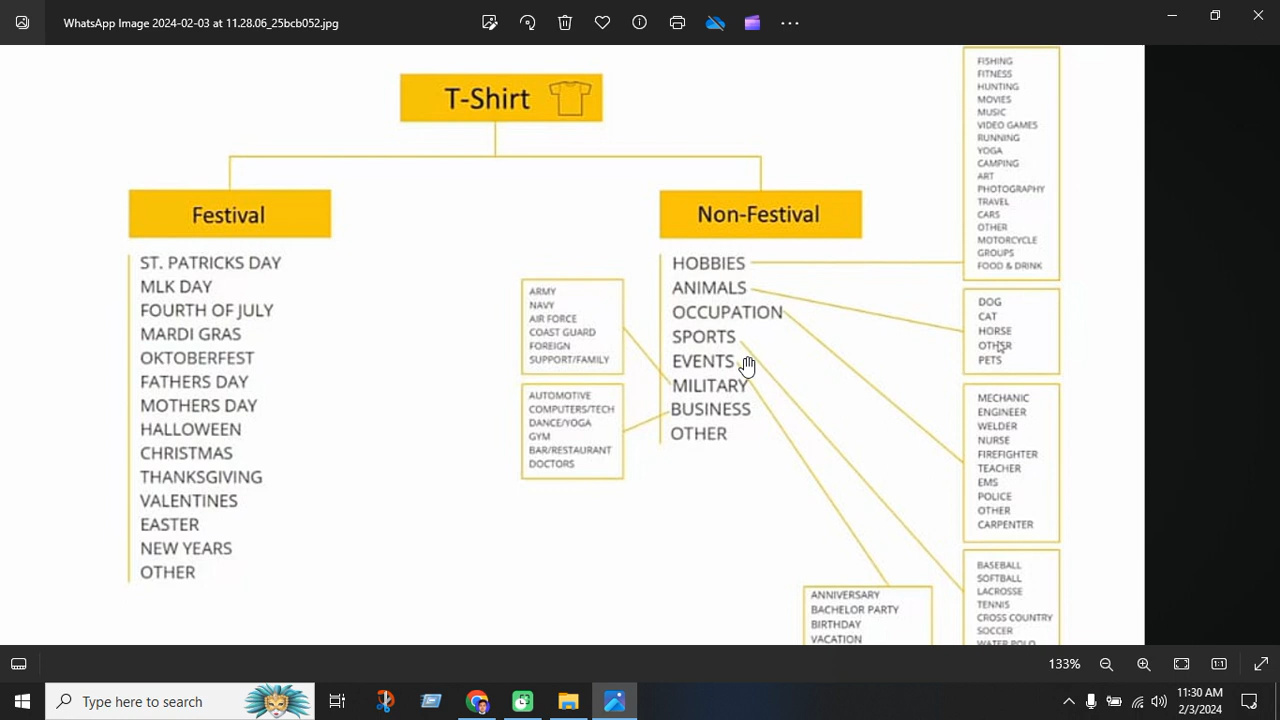 WhatsApp Image 2024-02-03 at 11.28.06_25bcb052.jpg
T-Shirt
Festival
ST. PATRICKS DAY
MLK DAY
FOURTH OF JULY
MARDI GRAS
OKTOBERFEST
FATHERS DAY
MOTHERS DAY
HALLOWEEN
CHRISTMAS
THANKSGIVING
VALENTINES
EASTER
NEW YEARS
OTHER
Non-Festival
HOBBIES
ANIMALS
OCCUPATION
SPORTS
EVENTS
MILITARY
BUSINESS
OTHER
ARMY
NAVY
AIR FORCE
COAST GUARD
FOREIGN
SUPPORT/FAMILY
AUTOMOTIVE
COMPUTERS/TECH
DANCE/YOGA
GYM
BAR/RESTAURANT
DOCTORS
FISHING
FITNESS
HUNTING
MOVIES
MUSIC
VIDEO GAMES
RUNNING
YOGA
CAMPING
ART
PHOTOGRAPHY
TRAVEL
CARS
OTHER
MOTORCYCLE
GROUPS
FOOD & DRINK
DOG
CAT
HORSE
OTHER
PETS
MECHANIC
ENGINEER
WELDER
NURSE
FIREFIGHTER
TEACHER
EMS
POLICE
OTHER
CARPENTER
BASEBALL
SOFTBALL
LACROSSE
TENNIS
CROSS COUNTRY
SOCCER
WATER POLO
ANNIVERSARY
BACHELOR PARTY
BIRTHDAY
VACATION
133%
1:1
Type here to search
11:30 AM
2/3/2024